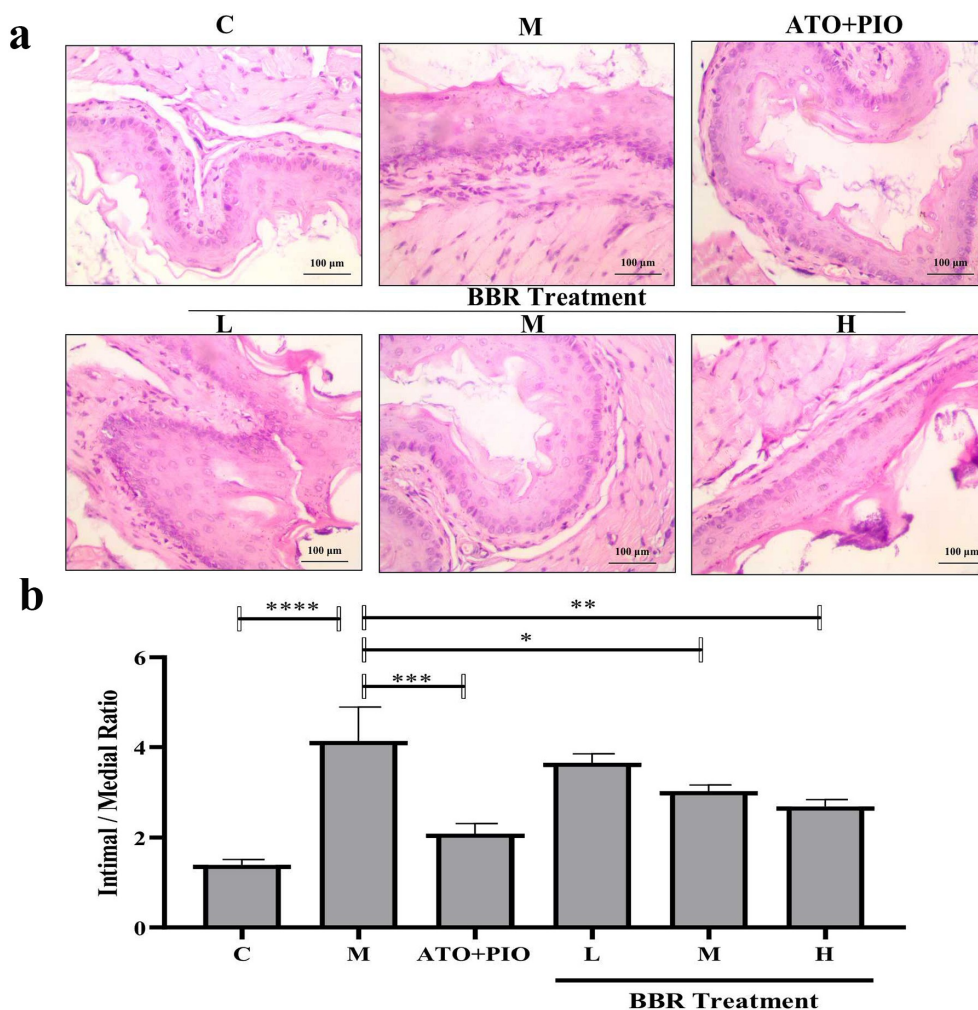 a
C
M
ATO+PIO
100 μm
100 μm
100 μm
BBR Treatment
L
M
H
100 μm
100 μm
100 μm
b
****
**
*
***
Intimal / Medial Ratio
6
4
2
0
C
M
ATO+PIO
L
M
H
BBR Treatment